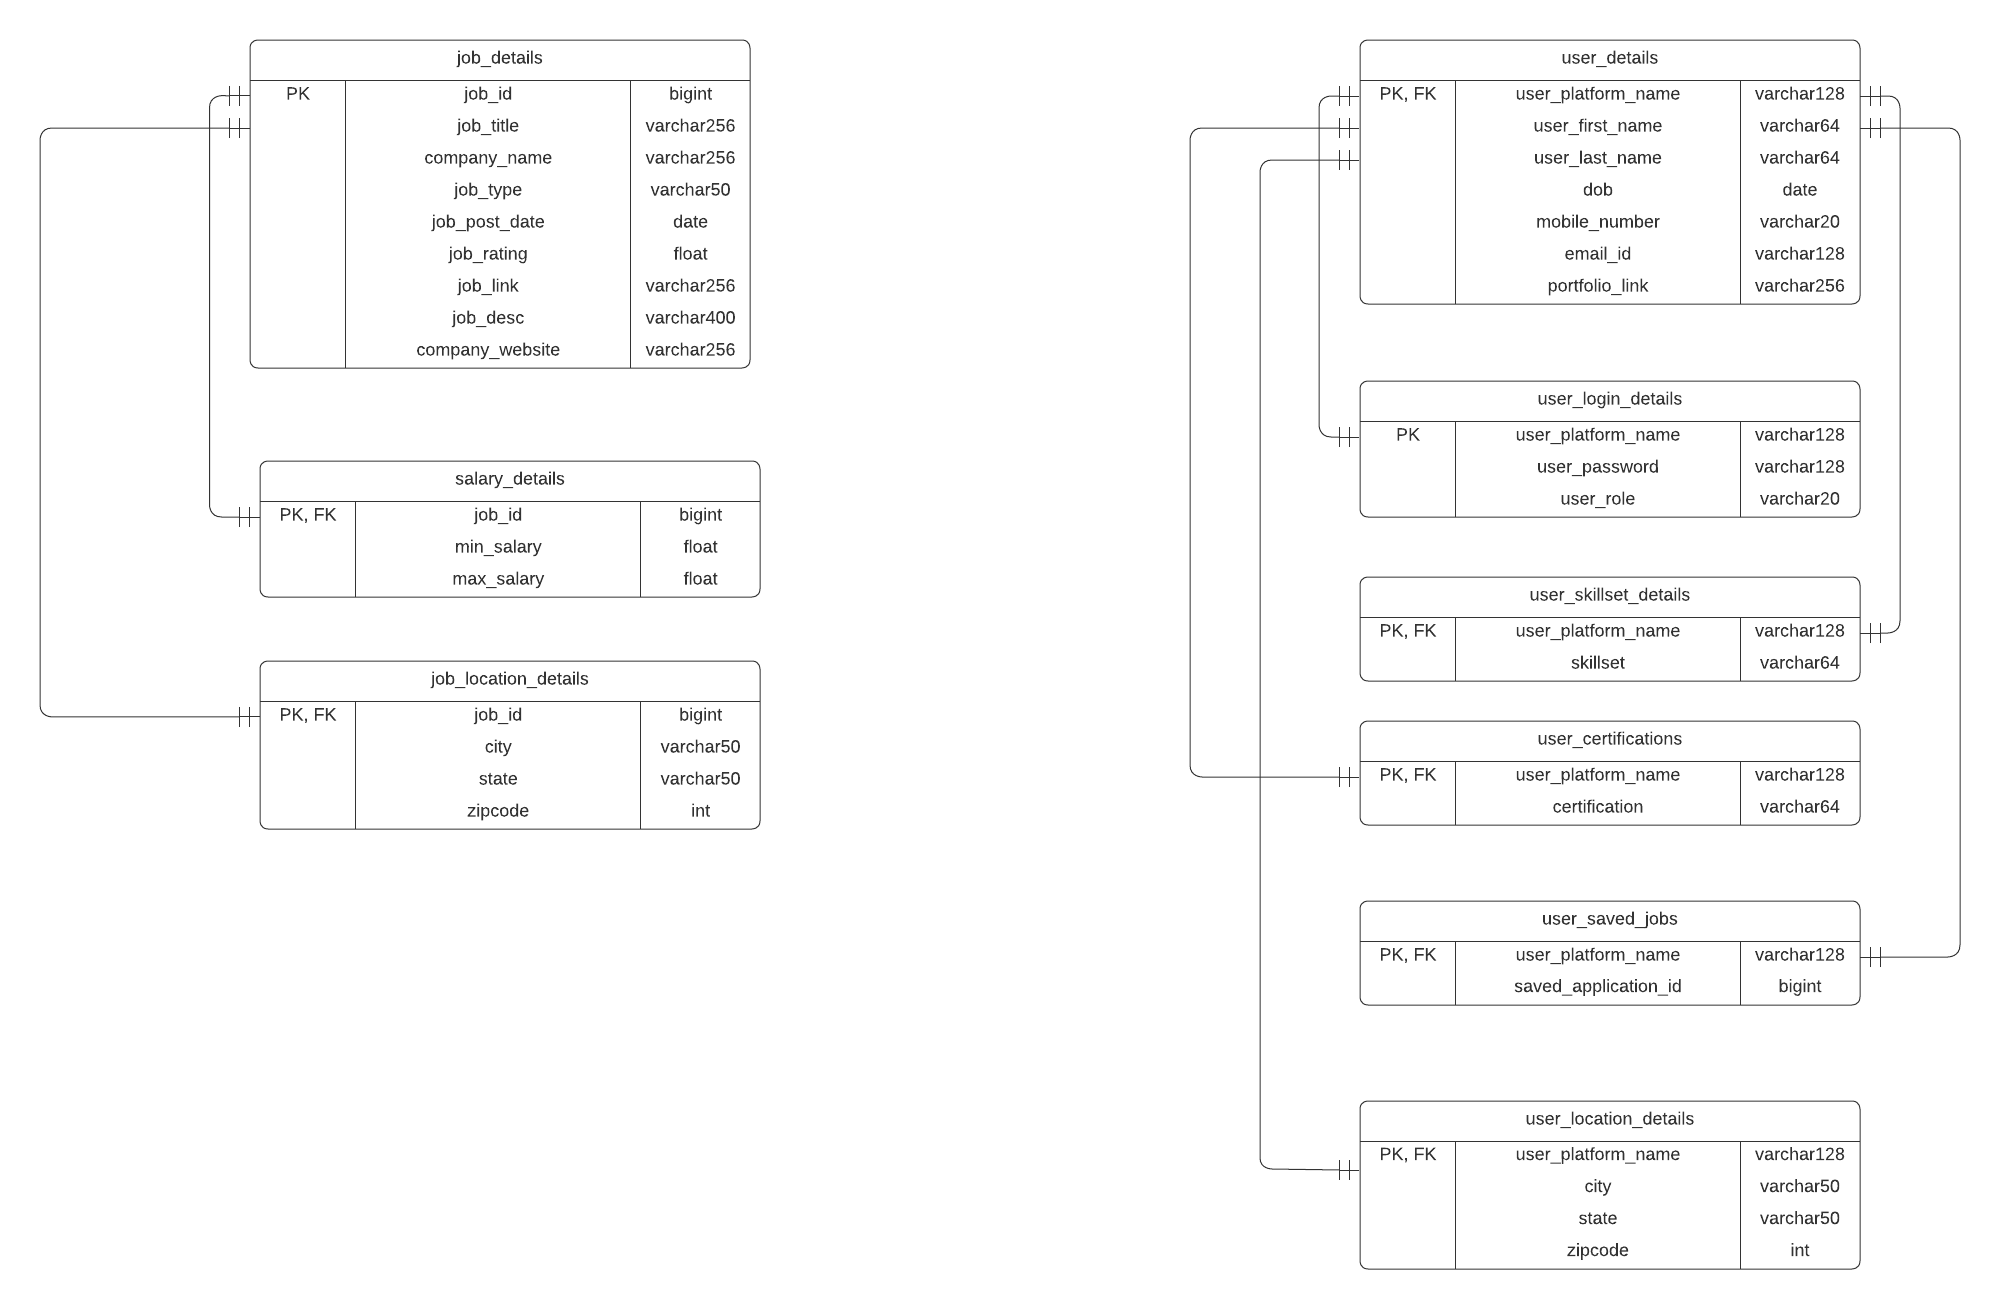 job_details
PK job_id bigint
job_title varchar256
company_name varchar256
job_type varchar50
job_post_date date
job_rating float
job_link varchar256
job_desc varchar400
company_website varchar256
salary_details
PK, FK job_id bigint
min_salary float
max_salary float
job_location_details
PK, FK job_id bigint
city varchar50
state varchar50
zipcode int
user_details
PK, FK user_platform_name varchar128
user_first_name varchar64
user_last_name varchar64
dob date
mobile_number varchar20
email_id varchar128
portfolio_link varchar256
user_login_details
PK user_platform_name varchar128
user_password varchar128
user_role varchar20
user_skillset_details
PK, FK user_platform_name varchar128
skillset varchar64
user_certifications
PK, FK user_platform_name varchar128
certification varchar64
user_saved_jobs
PK, FK user_platform_name varchar128
saved_application_id bigint
user_location_details
PK, FK user_platform_name varchar128
city varchar50
state varchar50
zipcode int